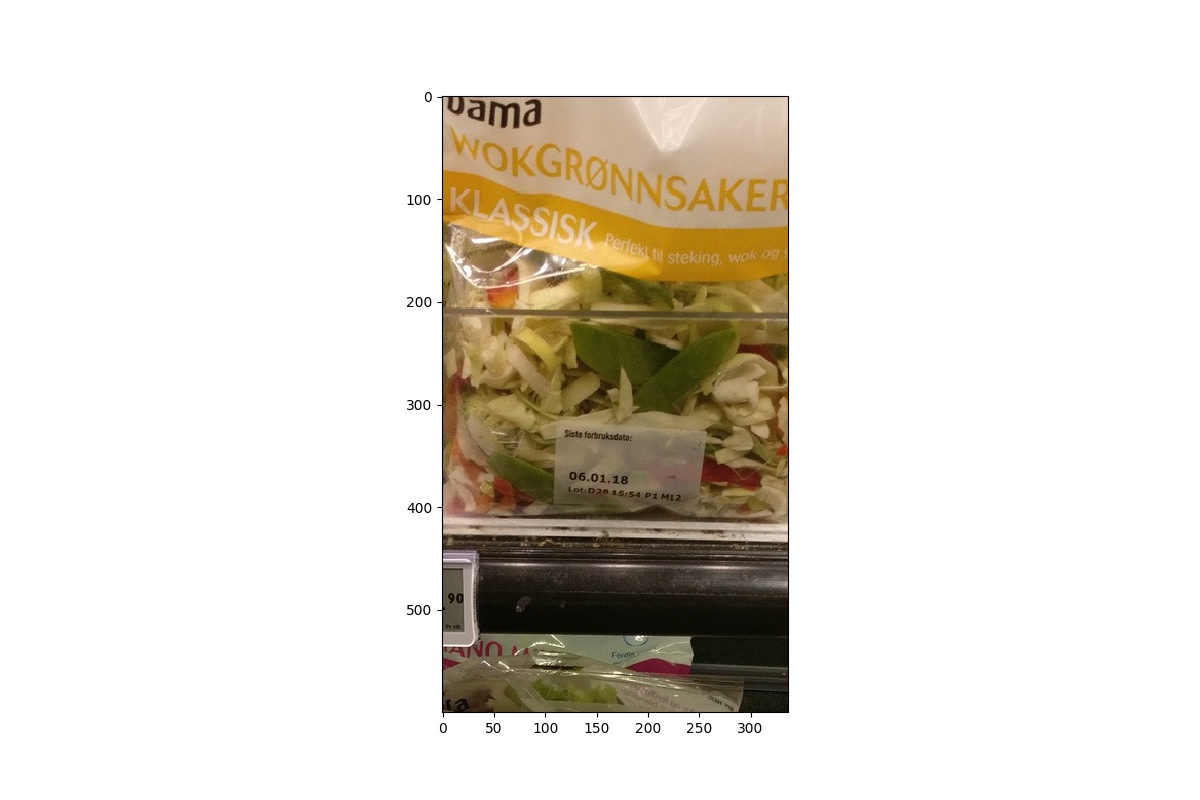 bama
WOKGRØNNSAKER
KLASSISK Perfekt til steking, wok og
Siste forbruksdato:
06.01.18
Lot:D29 15:54 P1 M12
90